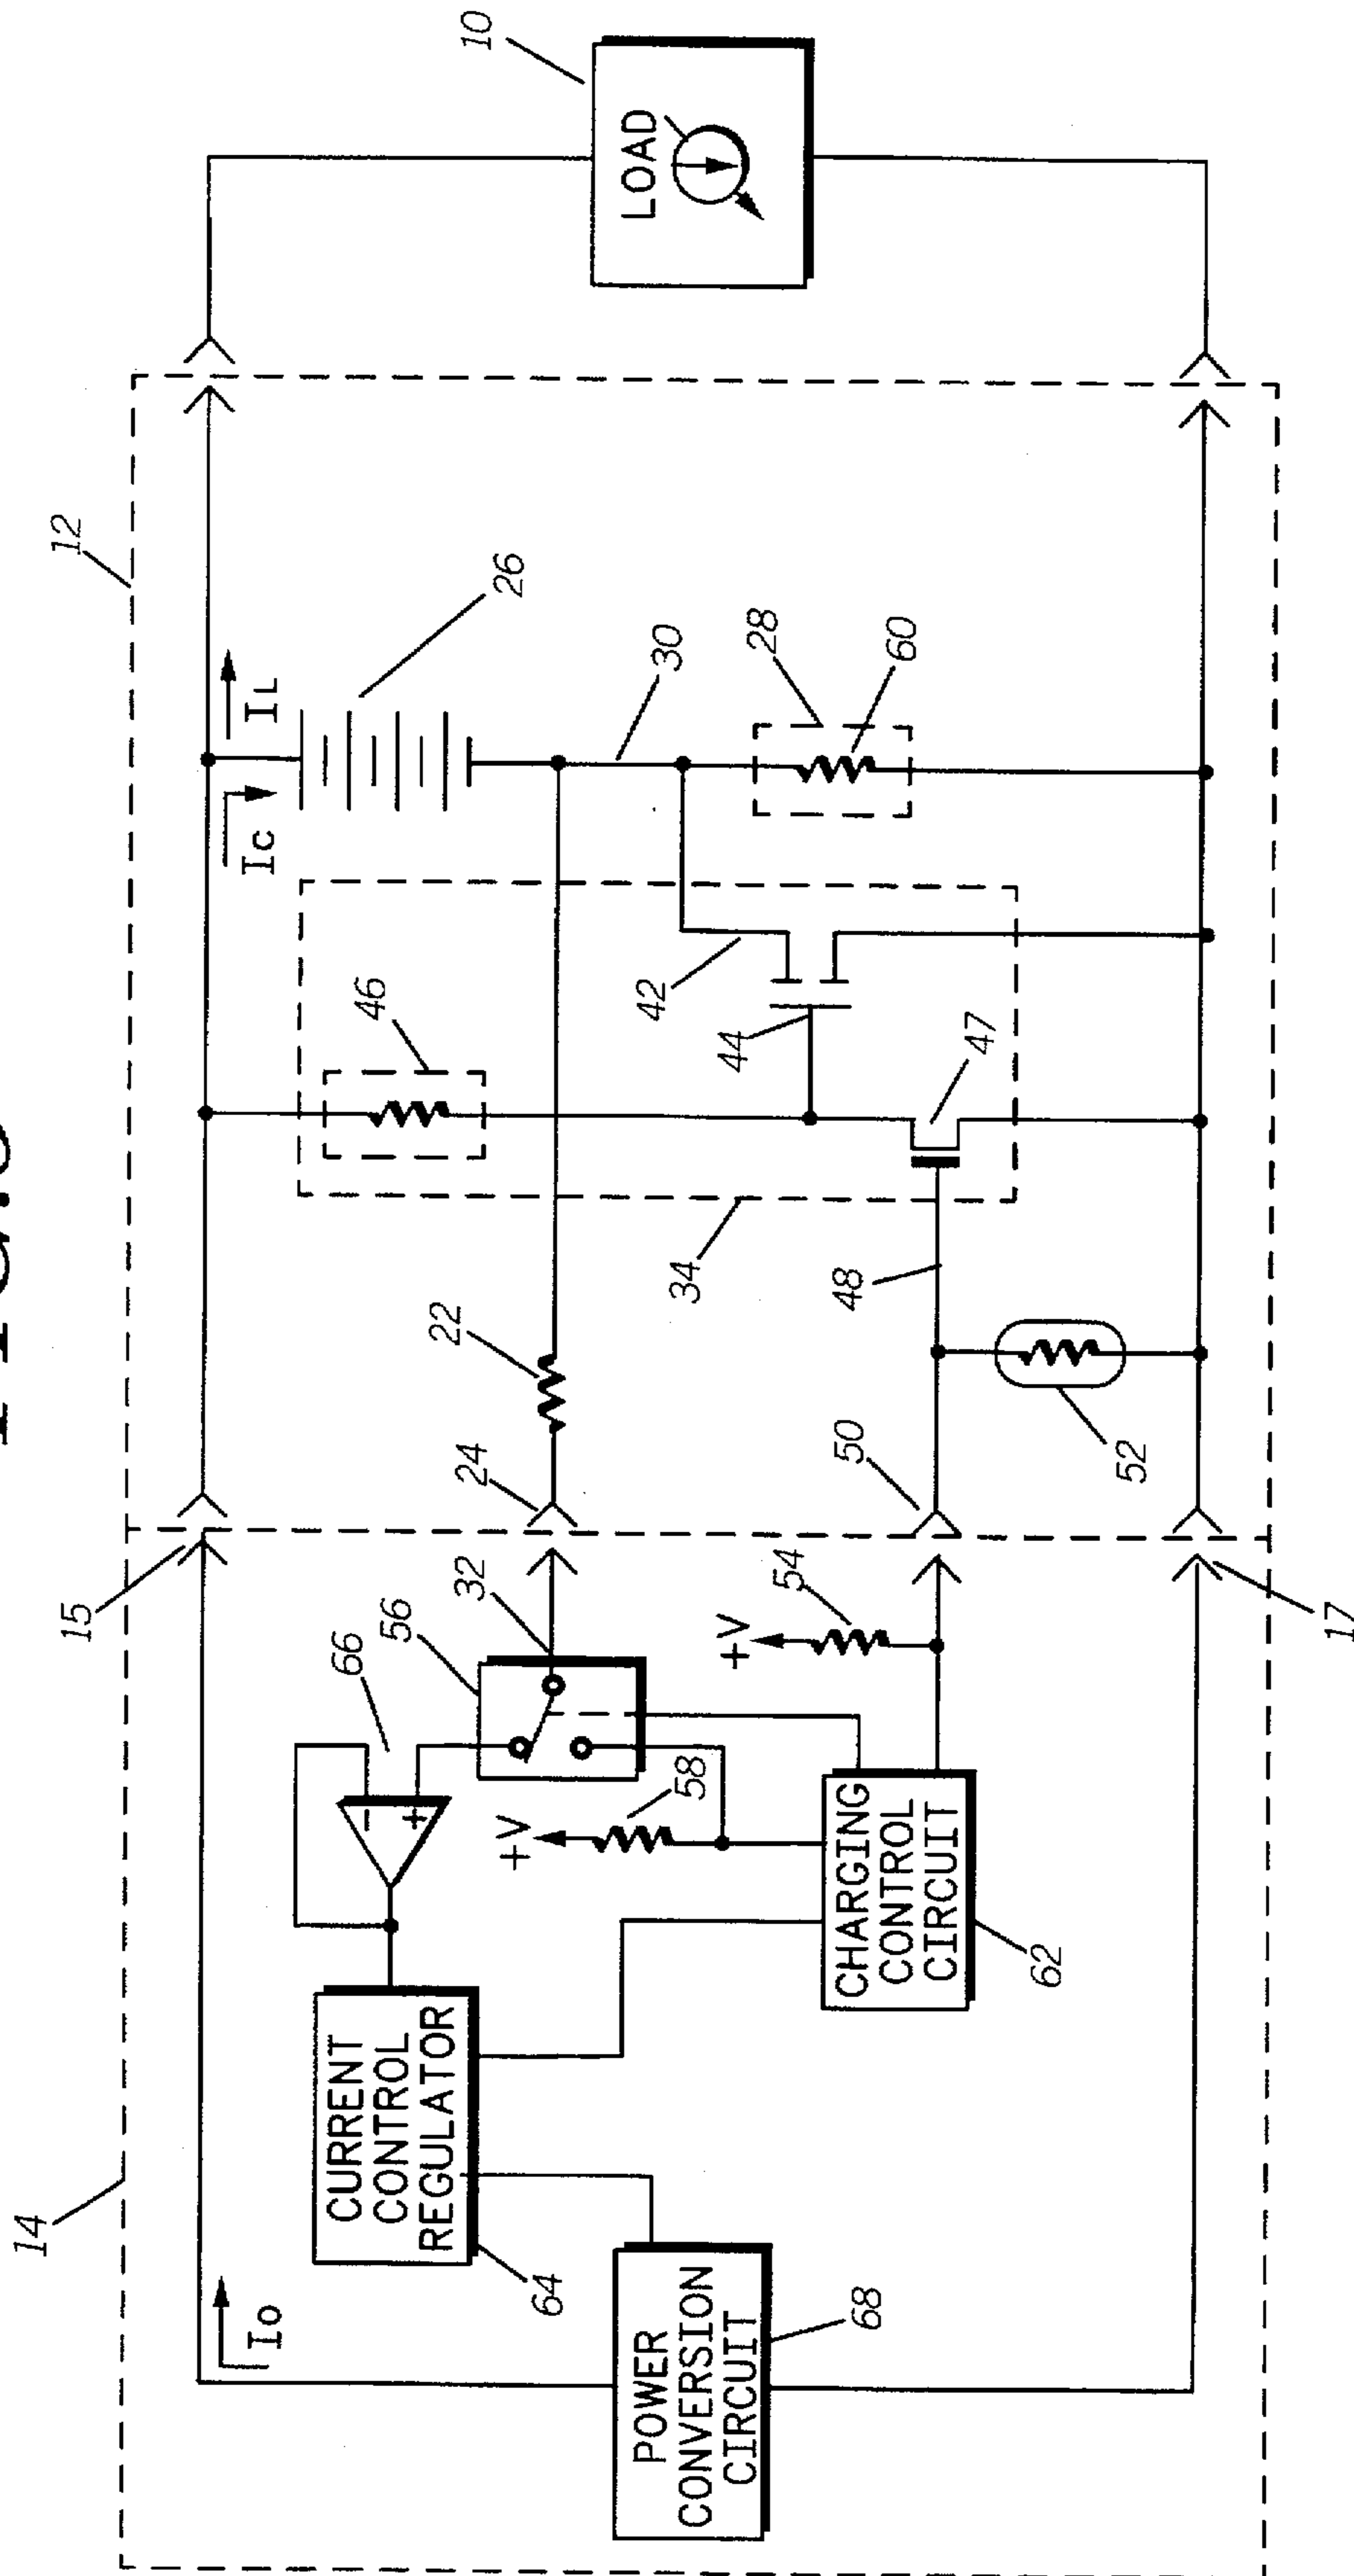 10
LOAD
12
IL
IC
26
30
28
60
46
42
44
47
34
22
48
24
50
52
15
32
56
54
17
66
+V
+V
58
CURRENT
CONTROL
REGULATOR
CHARGING
CONTROL
CIRCUIT
62
64
14
IO
POWER
CONVERSION
CIRCUIT
68